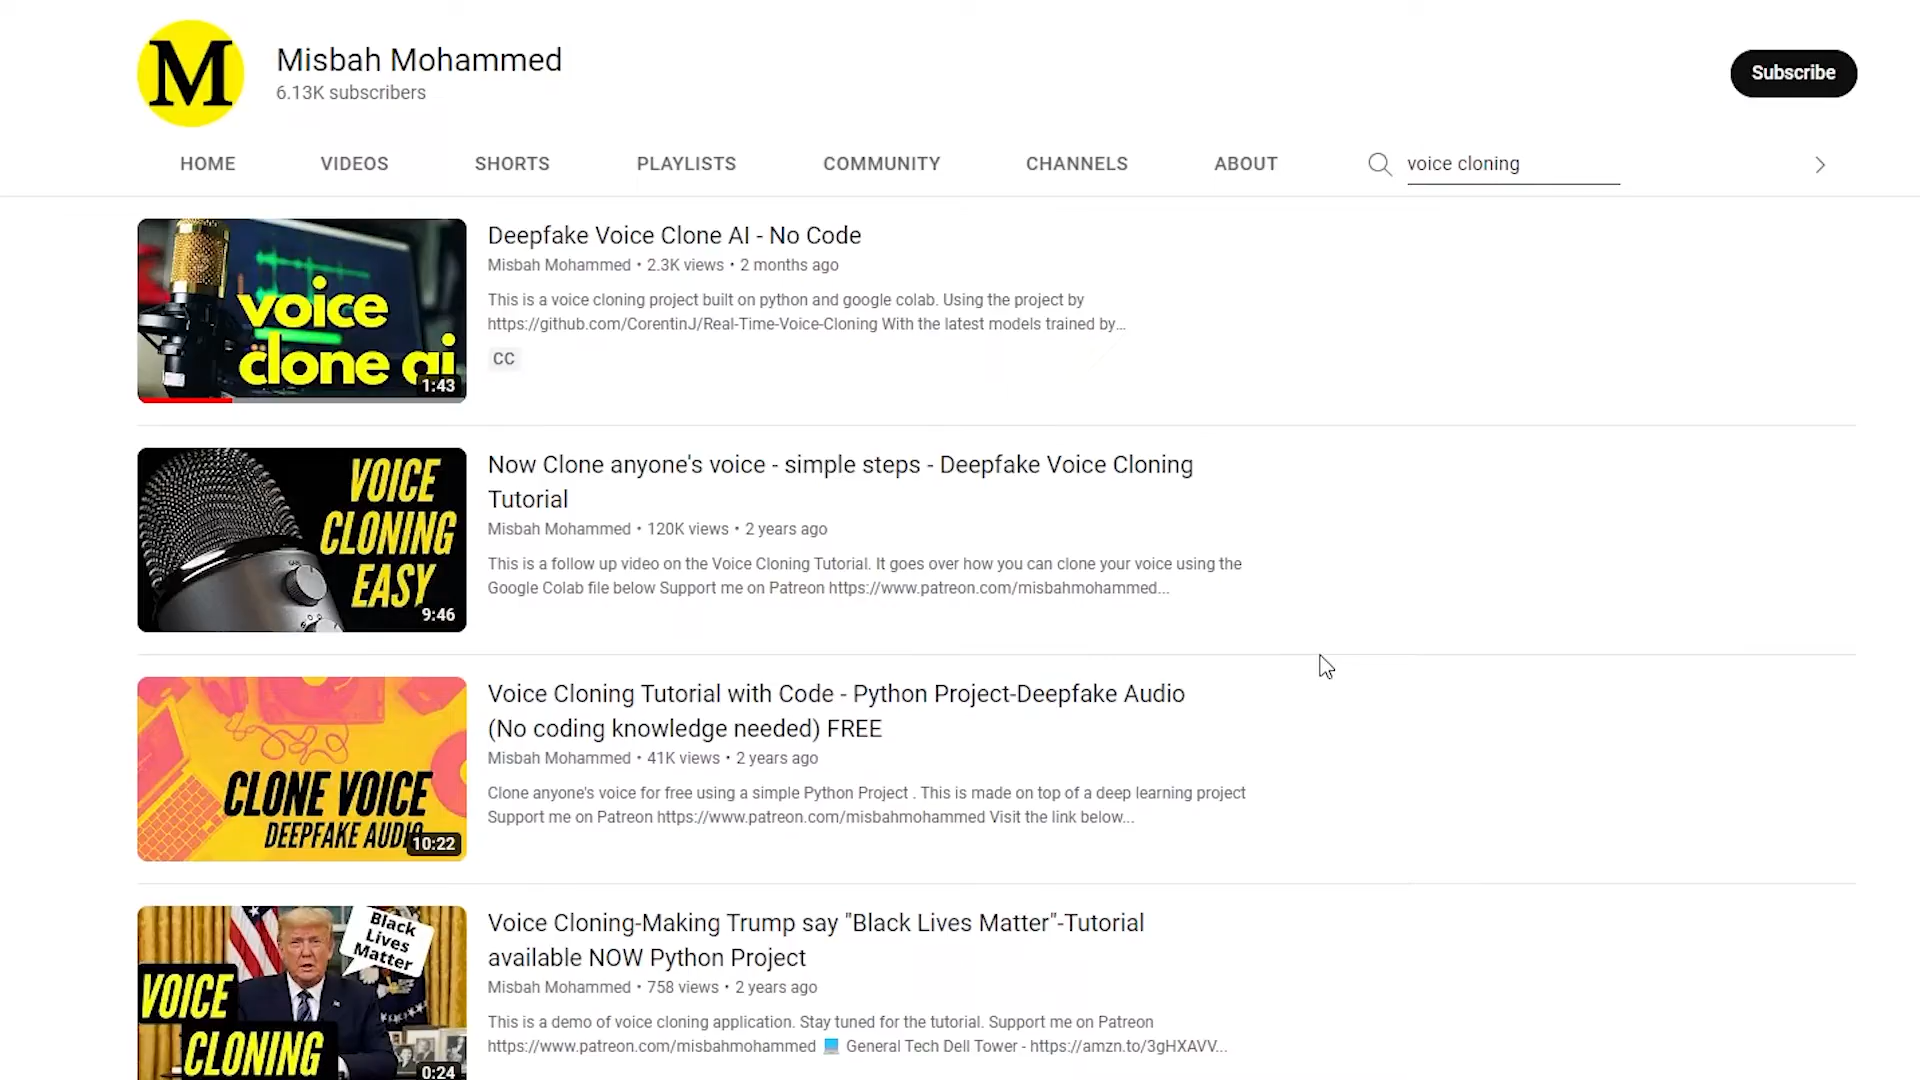 M
Misbah Mohammed
6.13K subscribers
Subscribe
HOME
VIDEOS
SHORTS
PLAYLISTS
COMMUNITY
CHANNELS
ABOUT
voice cloning
voice
clone ai
1:43
Deepfake Voice Clone AI - No Code
Misbah Mohammed • 2.3K views • 2 months ago
This is a voice cloning project built on python and google colab. Using the project by
https://github.com/CorentinJ/Real-Time-Voice-Cloning With the latest models trained by...
CC
VOICE
CLONING
EASY
9:46
Now Clone anyone's voice - simple steps - Deepfake Voice Cloning
Tutorial
Misbah Mohammed • 120K views • 2 years ago
This is a follow up video on the Voice Cloning Tutorial. It goes over how you can clone your voice using the
Google Colab file below Support me on Patreon https://www.patreon.com/misbahmohammed...
CLONE VOICE
DEEPFAKE AUDIO
10:22
Voice Cloning Tutorial with Code - Python Project-Deepfake Audio
(No coding knowledge needed) FREE
Misbah Mohammed • 41K views • 2 years ago
Clone anyone's voice for free using a simple Python Project . This is made on top of a deep learning project
Support me on Patreon https://www.patreon.com/misbahmohammed Visit the link below...
Black
Lives
Matter
VOICE
CLONING
0:24
Voice Cloning-Making Trump say "Black Lives Matter"-Tutorial
available NOW Python Project
Misbah Mohammed • 758 views • 2 years ago
This is a demo of voice cloning application. Stay tuned for the tutorial. Support me on Patreon
https://www.patreon.com/misbahmohammed 💻 General Tech Dell Tower - https://amzn.to/3gHXAVV...